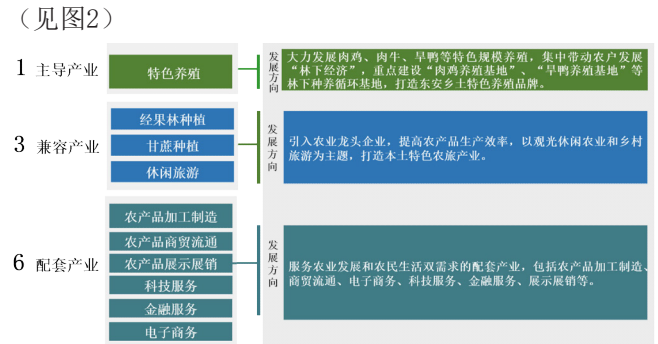 （见图2）
1 主导产业
特色养殖
发展方向
大力发展肉鸡、肉牛、旱鸭等特色规模养殖，集中带动农户发展
“林下经济”，重点建设“肉鸡养殖基地”、“旱鸭养殖基地”等
林下种养循环基地，打造东安乡土特色养殖品牌。
3 兼容产业
经果林种植
甘蔗种植
休闲旅游
发展方向
引入农业龙头企业，提高农产品生产效率，以观光休闲农业和乡村
旅游为主题，打造本土特色农旅产业。
6 配套产业
农产品加工制造
农产品商贸流通
农产品展示展销
科技服务
金融服务
电子商务
发展方向
服务农业发展和农民生活双需求的配套产业，包括农产品加工制造、
商贸流通、电子商务、科技服务、金融服务、展示展销等。